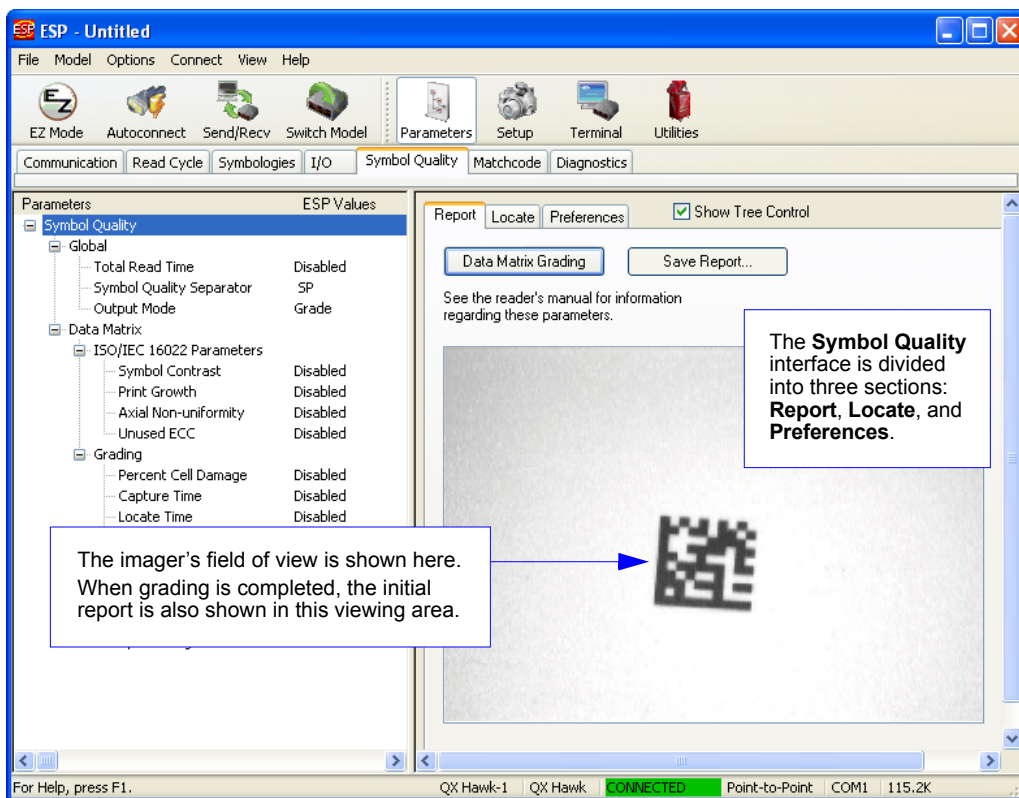 ESP - Untitled
File Model Options Connect View Help
EZ Mode Autoconnect Send/Recv Switch Model Parameters Setup Terminal Utilities
Communication Read Cycle Symbologies I/O Symbol Quality Matchcode Diagnostics
Parameters ESP Values
Symbol Quality
Global
Total Read Time Disabled
Symbol Quality Separator SP
Output Mode Grade
Data Matrix
ISO/IEC 16022 Parameters
Symbol Contrast Disabled
Print Growth Disabled
Axial Non-uniformity Disabled
Unused ECC Disabled
Grading
Percent Cell Damage Disabled
Capture Time Disabled
Locate Time Disabled
Report Locate Preferences Show Tree Control
Data Matrix Grading Save Report...
See the reader's manual for information
regarding these parameters.
The Symbol Quality
interface is divided
into three sections:
Report, Locate, and
Preferences.
The imager's field of view is shown here.
When grading is completed, the initial
report is also shown in this viewing area.
For Help, press F1. QX Hawk-1 QX Hawk CONNECTED Point-to-Point COM1 115.2K